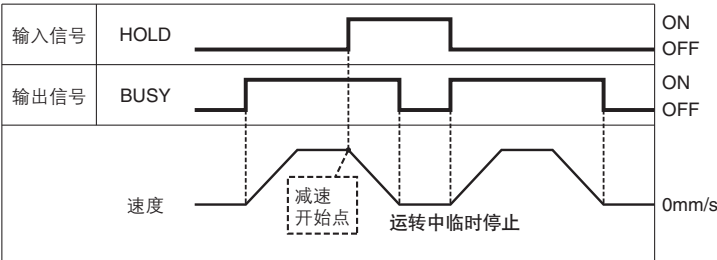 输入信号 HOLD ON
OFF
输出信号 BUSY ON
OFF
速度 0mm/s
减速
开始点
运转中临时停止